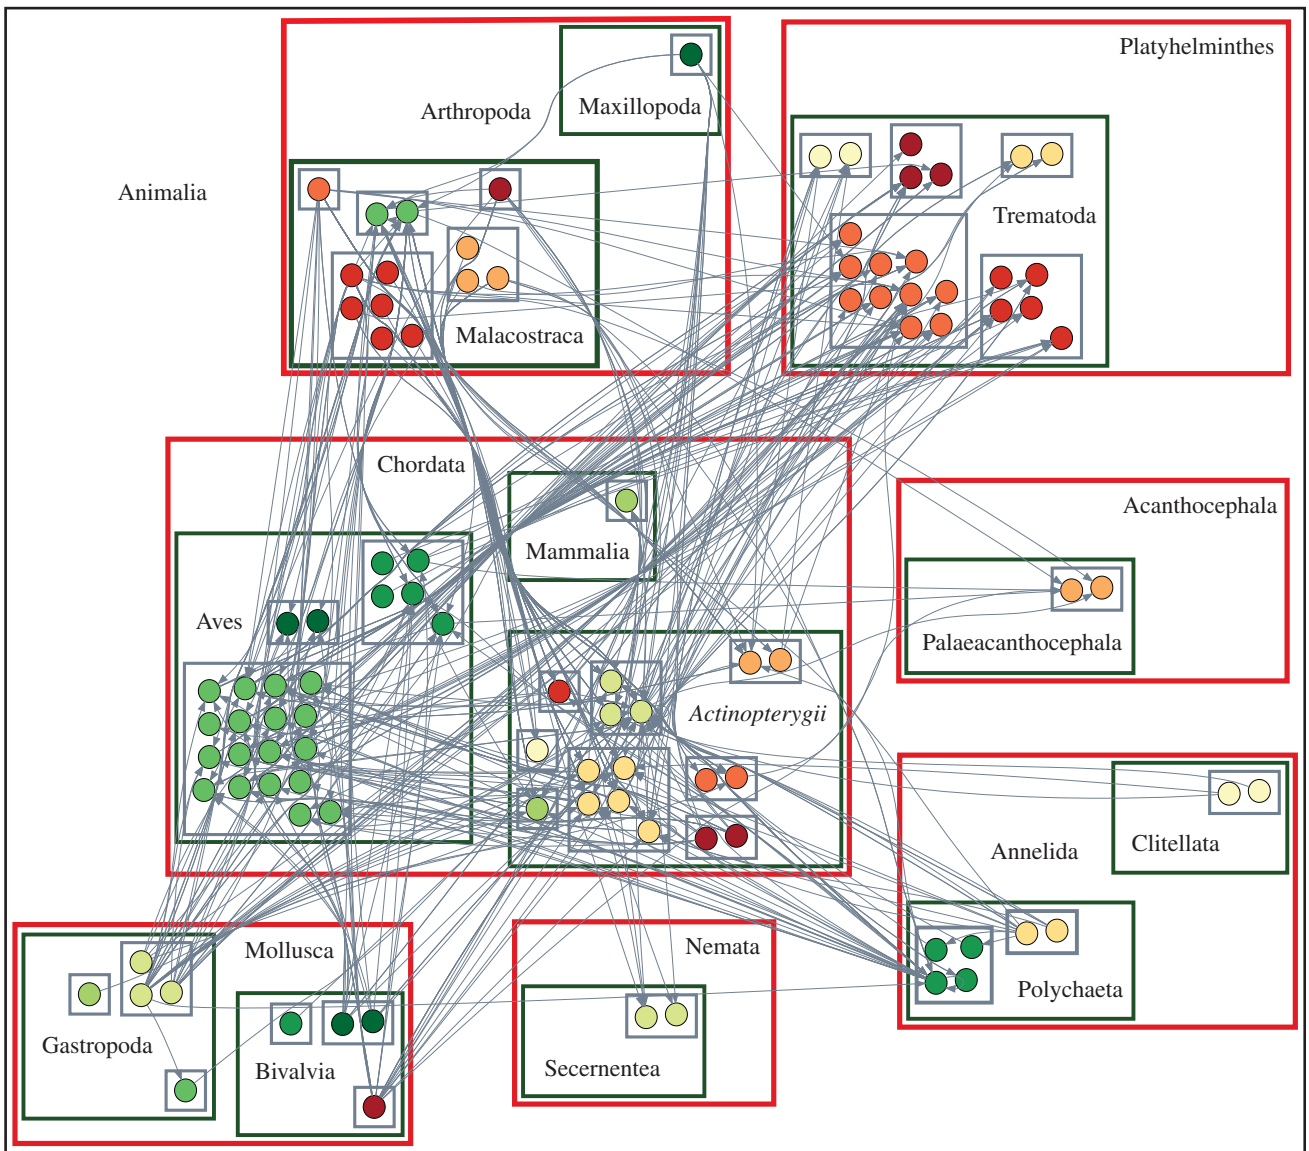 Platyhelminthes
Arthropoda
Maxillopoda
Animalia
Trematoda
Malacostraca
Chordata
Acanthocephala
Mammalia
Aves
Palaeacanthocephala
Actinopterygii
Clitellata
Annelida
Mollusca
Nemata
Polychaeta
Gastropoda
Bivalvia
Secernentea